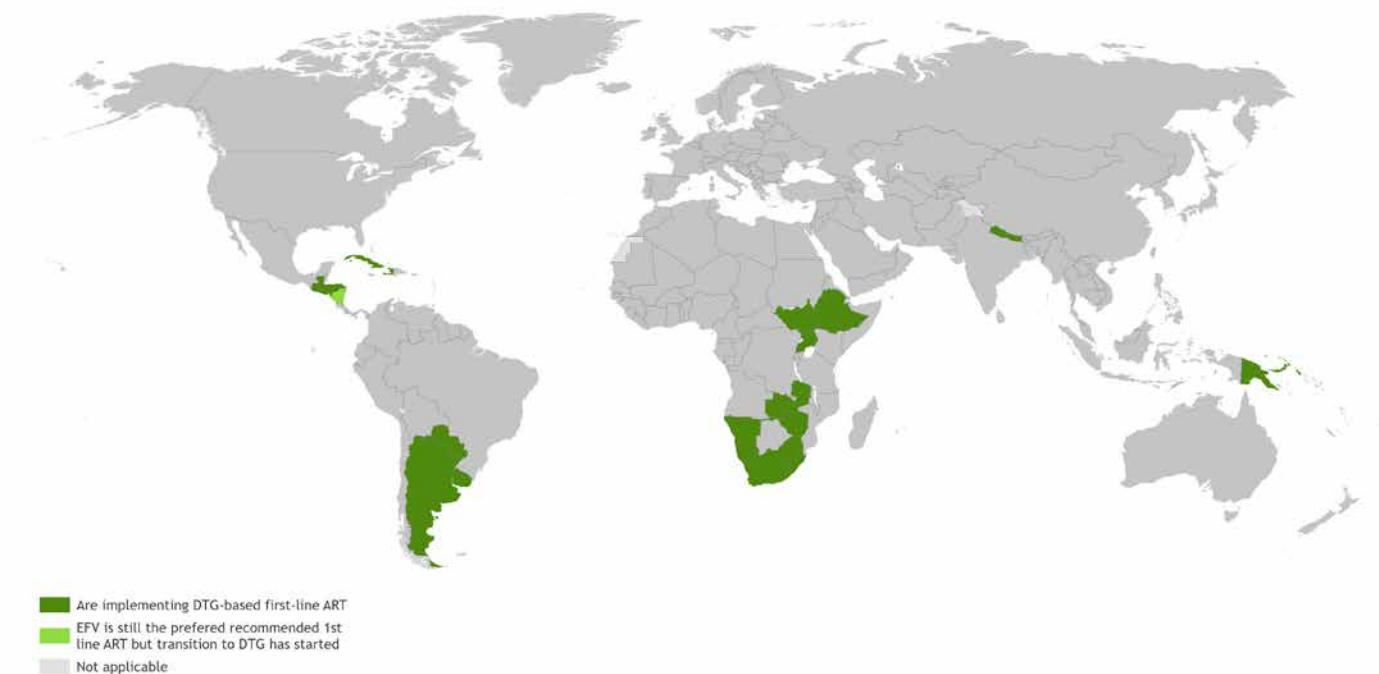 Are implementing DTG-based first-line ART
EFV is still the prefered recommended 1st
line ART but transition to DTG has started
Not applicable